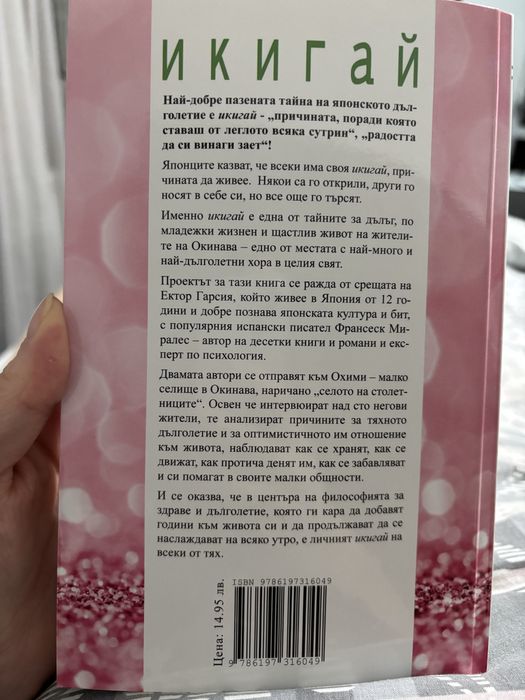 икигай
Най-добре пазената тайна на японското дъл-
голетие е икигай - „причината, поради която
ставаш от леглото всяка сутрин“, „радостта
да си винаги зает“!
Японците казват, че всеки има своя икигай, при-
чината да живее. Някои са го открили, други го
носят в себе си, но все още го търсят.
Именно икигай е една от тайните за дълъг, по
младежки жизнен и щастлив живот на жители-
те на Окинава – едно от местата с най-много и
най-дълголетни хора в целия свят.
Проектът за тази книга се ражда от срещата на
Ектор Гарсия, който живее в Япония от 12 го-
дини и добре познава японската култура и бит,
с популярния испански писател Франсеск Ми-
ралес – автор на десетки книги и романи и екс-
перт по психология.
Двамата автори се отправят към Охими – малко
селище в Окинава, наричано „селото на столет-
ниците“. Освен че интервюират над сто негови
жители, те анализират причините за тяхното
дълголетие и за оптимистичното им отношение
към живота, наблюдават как се хранят, как се
движат, как протича денят им, как се забавляват
и си помагат в своите малки общности.
И се оказва, че в центъра на философията за
здраве и дълголетие, която ги кара да добавят
години към живота си и да продължават да се
наслаждават на всяко утро, е личният икигай на
всеки от тях.
ISBN 9786197316049
9 786197 316049
Цена: 14.95 лв.